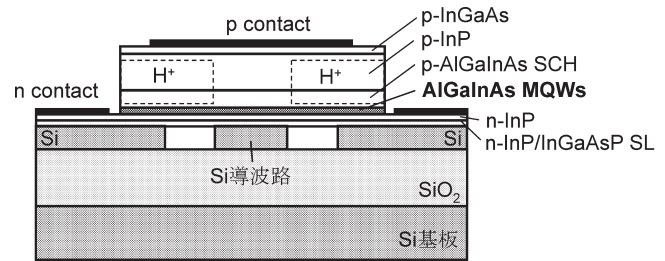 p contact
p-InGaAs
p-InP
H⁺
H⁺
p-AlGaInAs SCH
n contact
AlGaInAs MQWs
n-InP
Si
Si
n-InP/InGaAsP SL
Si導波路
SiO₂
Si基板